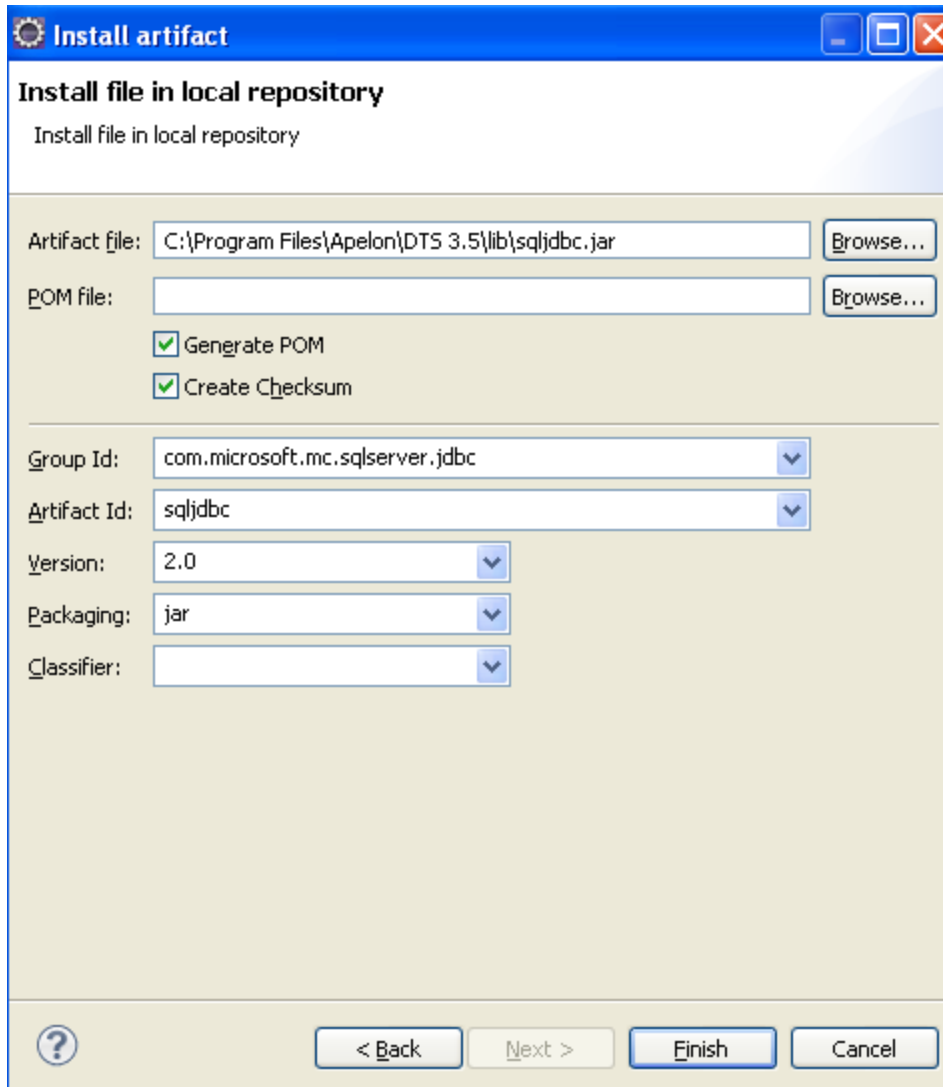 Install artifact
Install file in local repository
Install file in local repository
Artifact file: C:\Program Files\Apelon\DTS 3.5\lib\sqljdbc.jar Browse...
POM file: Browse...
Generate POM
Create Checksum
Group Id: com.microsoft.mc.sqlserver.jdbc
Artifact Id: sqljdbc
Version: 2.0
Packaging: jar
Classifier:
? < Back Next > Finish Cancel